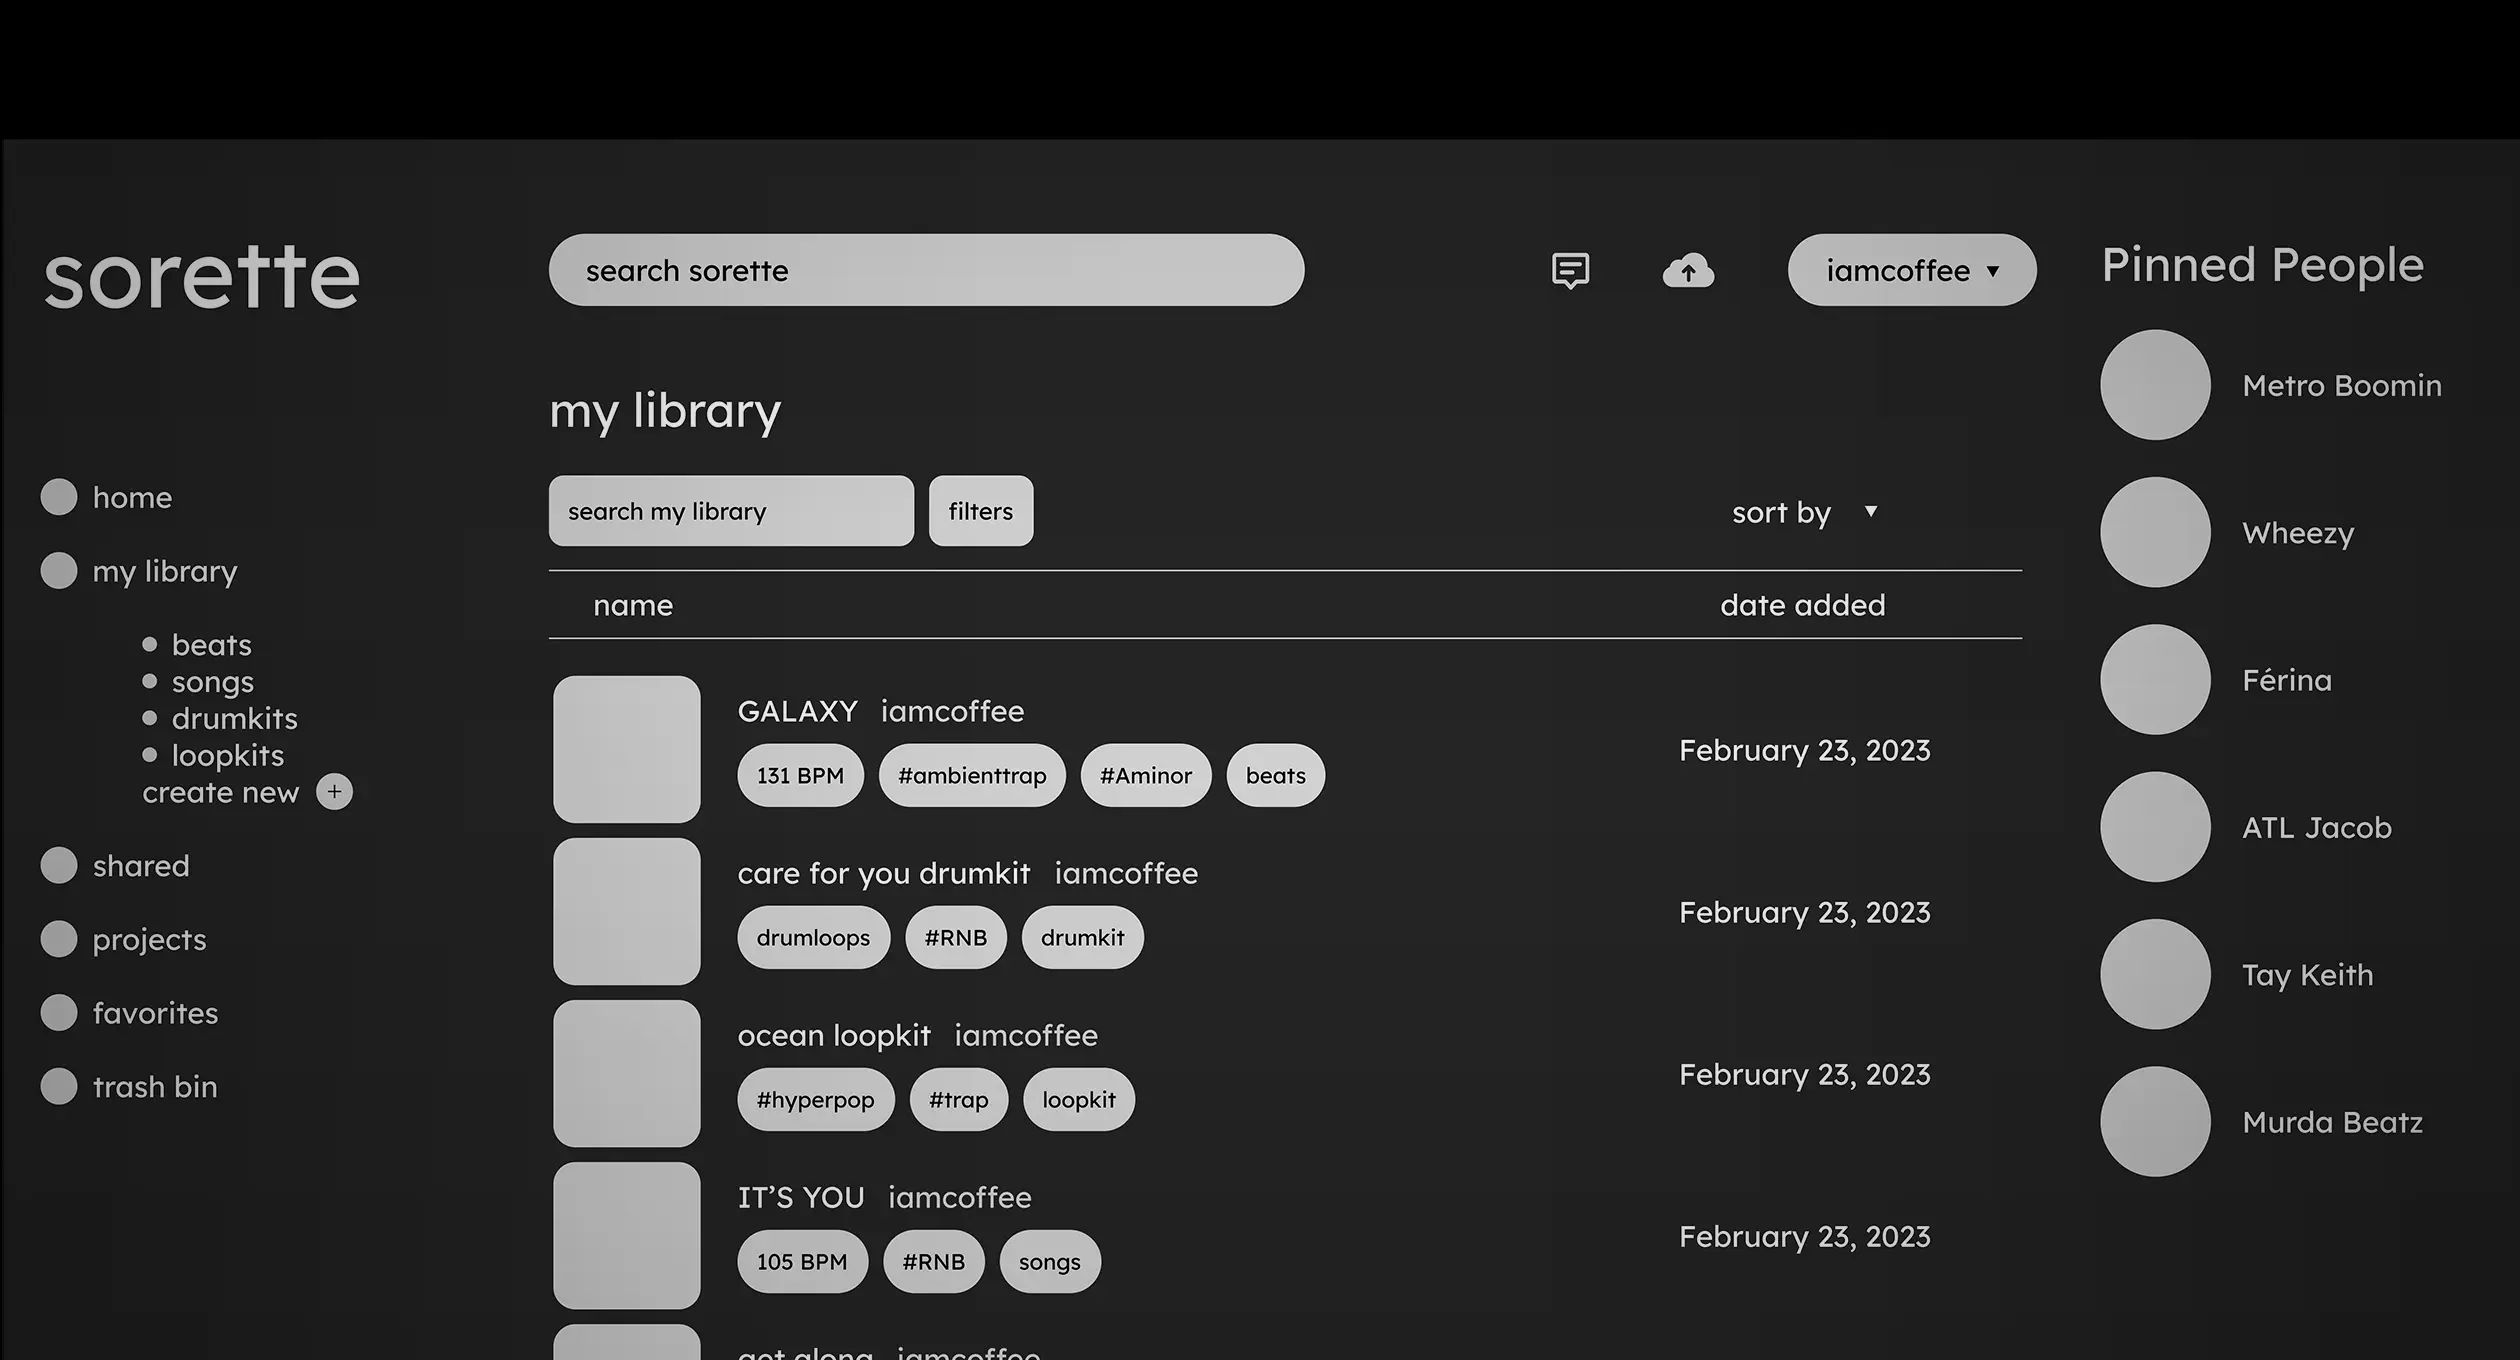 sorette
search sorette
iamcoffee
Pinned People
Metro Boomin
Wheezy
Férina
ATL Jacob
Tay Keith
Murda Beatz
home
my library
beats
songs
drumkits
loopkits
create new +
shared
projects
favorites
trash bin
my library
search my library
filters
sort by
name
date added
GALAXY iamcoffee
131 BPM #ambienttrap #Aminor beats
February 23, 2023
care for you drumkit iamcoffee
drumloops #RNB drumkit
February 23, 2023
ocean loopkit iamcoffee
#hyperpop #trap loopkit
February 23, 2023
IT'S YOU iamcoffee
105 BPM #RNB songs
February 23, 2023
get along iamcoffee